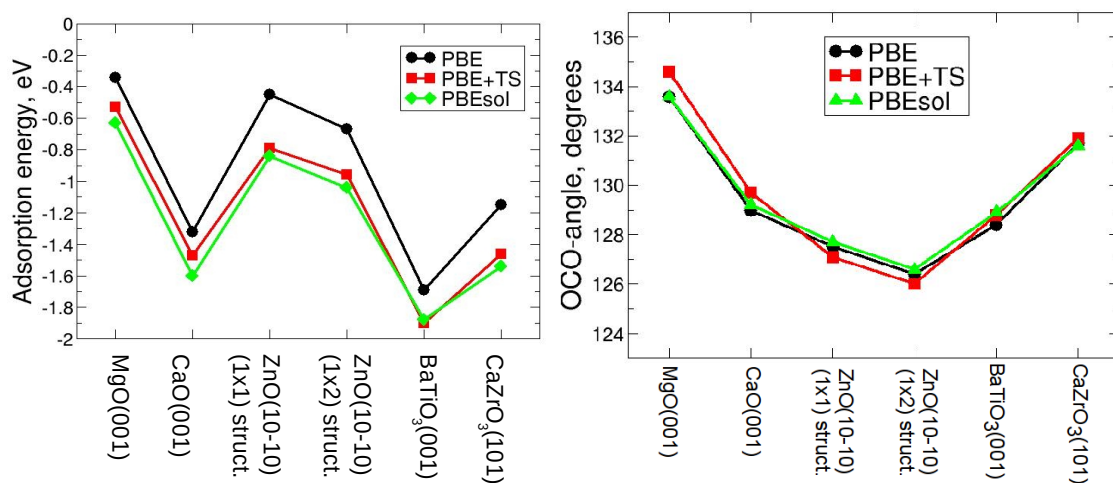 0
-0.2
-0.4
-0.6
-0.8
-1
-1.2
-1.4
-1.6
-1.8
-2
Adsorption energy, eV
PBE
PBE+TS
PBEsol
MgO(001)
CaO(001)
ZnO(10-10)
(1x1) struct.
ZnO(10-10)
(1x2) struct.
BaTiO₃(001)
CaZrO₃(101)
136
134
132
130
128
126
124
OCO-angle, degrees
PBE
PBE+TS
PBEsol
MgO(001)
CaO(001)
ZnO(10-10)
(1x1) struct.
ZnO(10-10)
(1x2) struct.
BaTiO₃(001)
CaZrO₃(101)